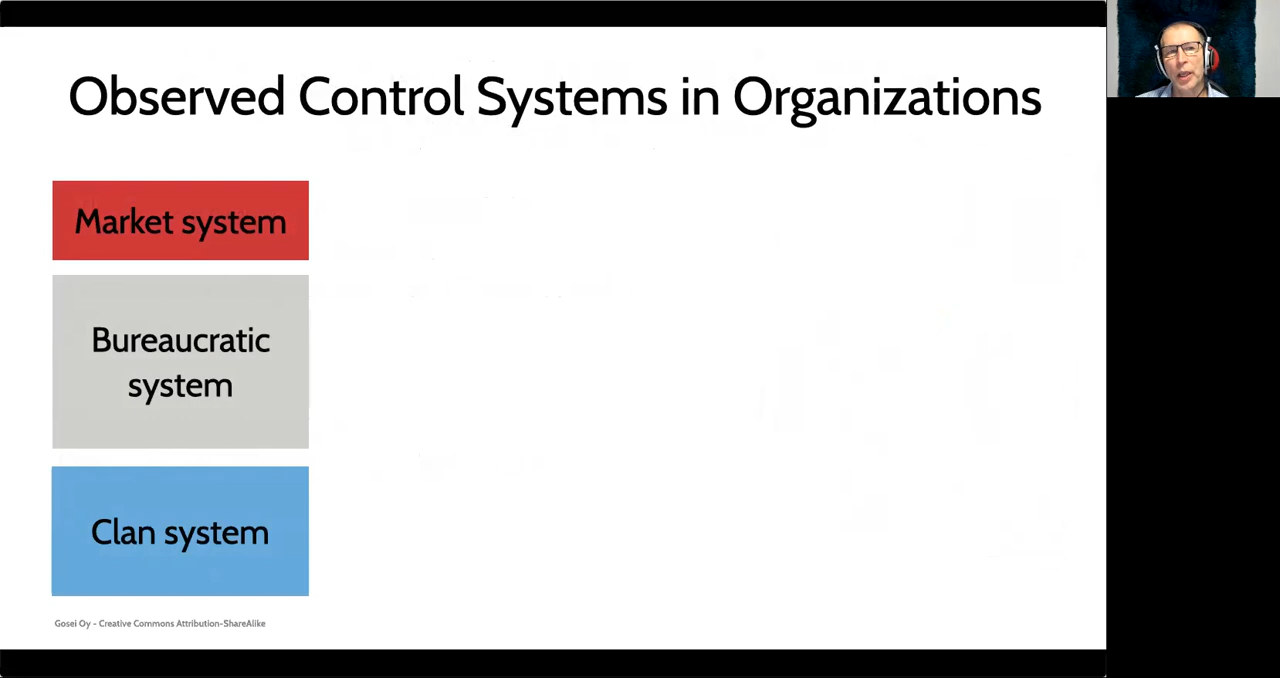 Observed Control Systems in Organizations
Market system
Bureaucratic
system
Clan system
Gosei Oy - Creative Commons Attribution-ShareAlike